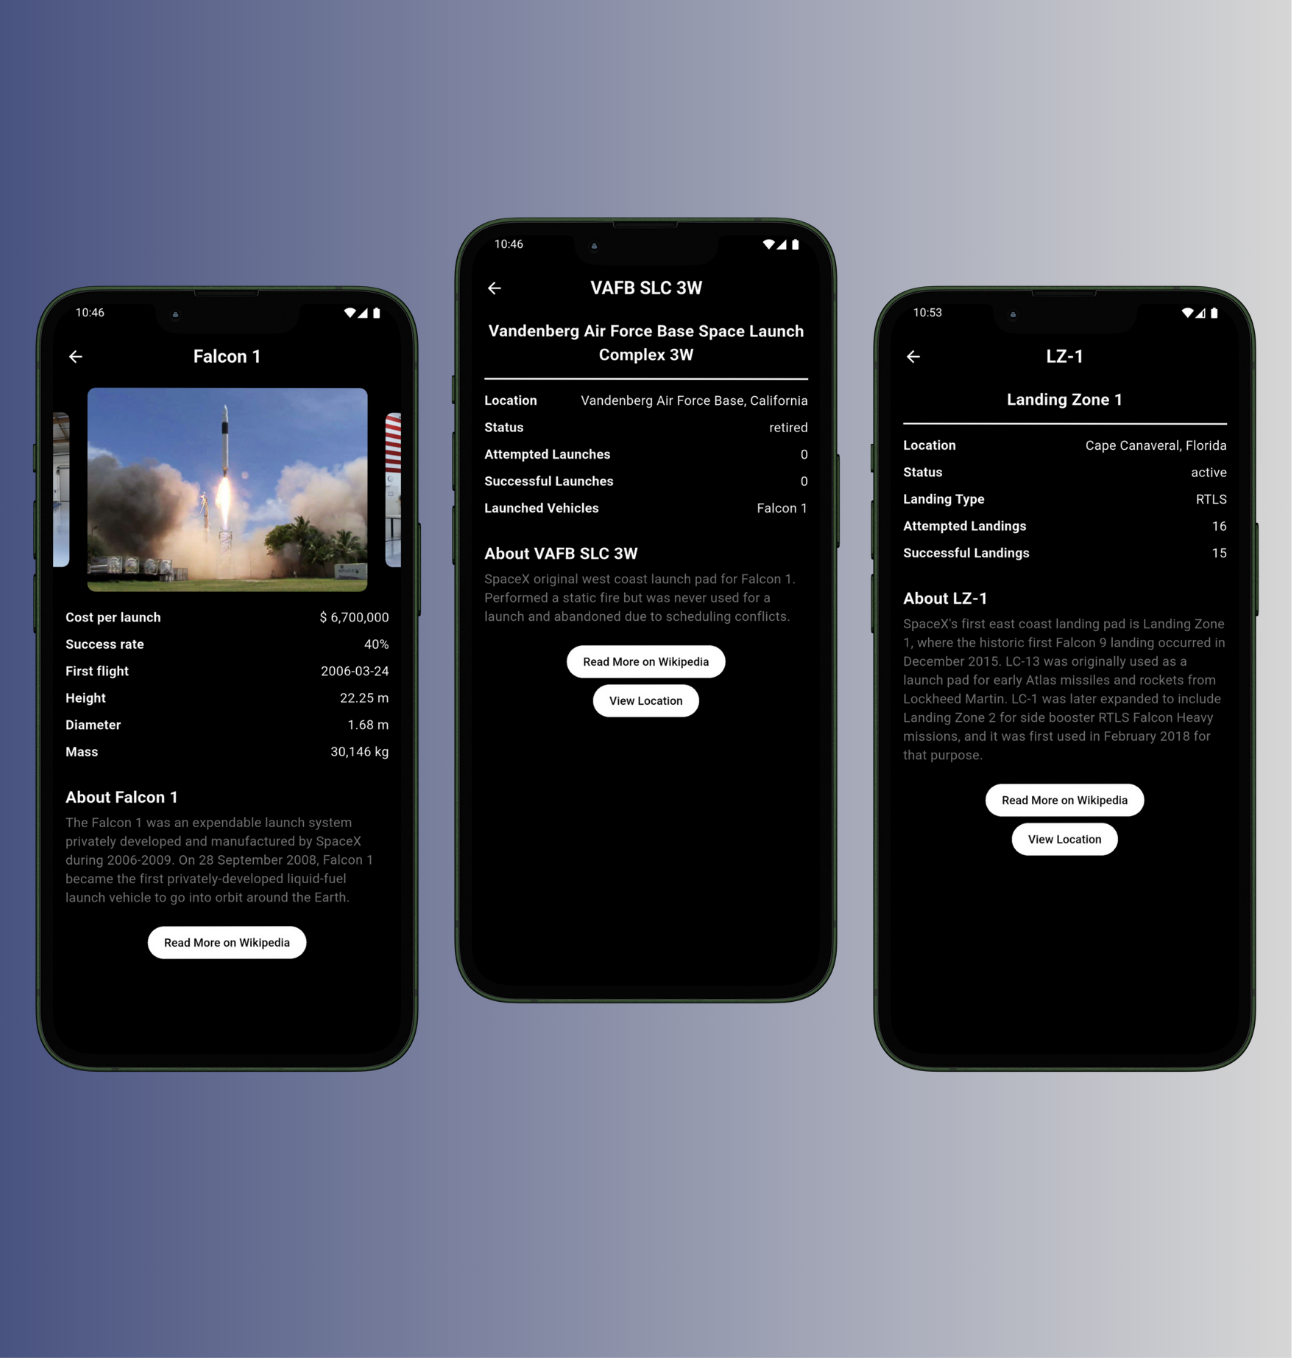 10:46
Falcon 1
Cost per launch $ 6,700,000
Success rate 40%
First flight 2006-03-24
Height 22.25 m
Diameter 1.68 m
Mass 30,146 kg
About Falcon 1
The Falcon 1 was an expendable launch system
privately developed and manufactured by SpaceX
during 2006-2009. On 28 September 2008, Falcon 1
became the first privately-developed liquid-fuel
launch vehicle to go into orbit around the Earth.
Read More on Wikipedia
10:46
VAFB SLC 3W
Vandenberg Air Force Base Space Launch
Complex 3W
Location Vandenberg Air Force Base, California
Status retired
Attempted Launches 0
Successful Launches 0
Launched Vehicles Falcon 1
About VAFB SLC 3W
SpaceX original west coast launch pad for Falcon 1.
Performed a static fire but was never used for a
launch and abandoned due to scheduling conflicts.
Read More on Wikipedia
View Location
10:53
LZ-1
Landing Zone 1
Location Cape Canaveral, Florida
Status active
Landing Type RTLS
Attempted Landings 16
Successful Landings 15
About LZ-1
SpaceX's first east coast landing pad is Landing Zone
1, where the historic first Falcon 9 landing occurred in
December 2015. LC-13 was originally used as a
launch pad for early Atlas missiles and rockets from
Lockheed Martin. LC-1 was later expanded to include
Landing Zone 2 for side booster RTLS Falcon Heavy
missions, and it was first used in February 2018 for
that purpose.
Read More on Wikipedia
View Location